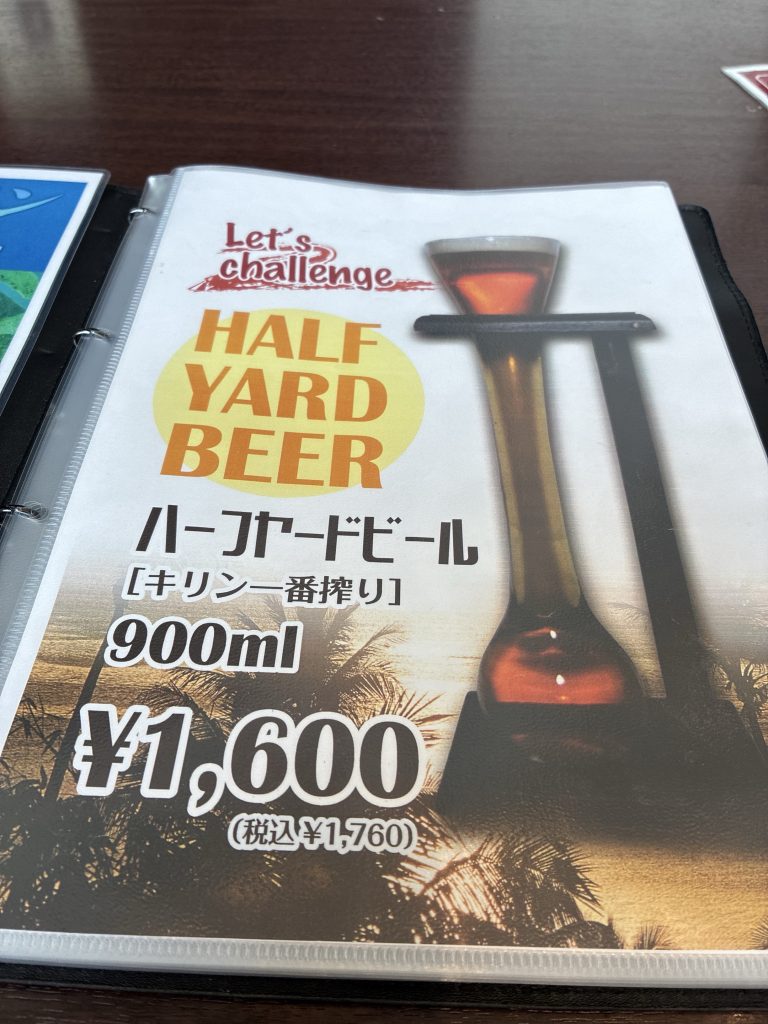 Let's
challenge
HALF
YARD
BEER
ハーフヤードビール
[キリン一番搾り]
900ml
¥1,600
(税込 ¥1,760)